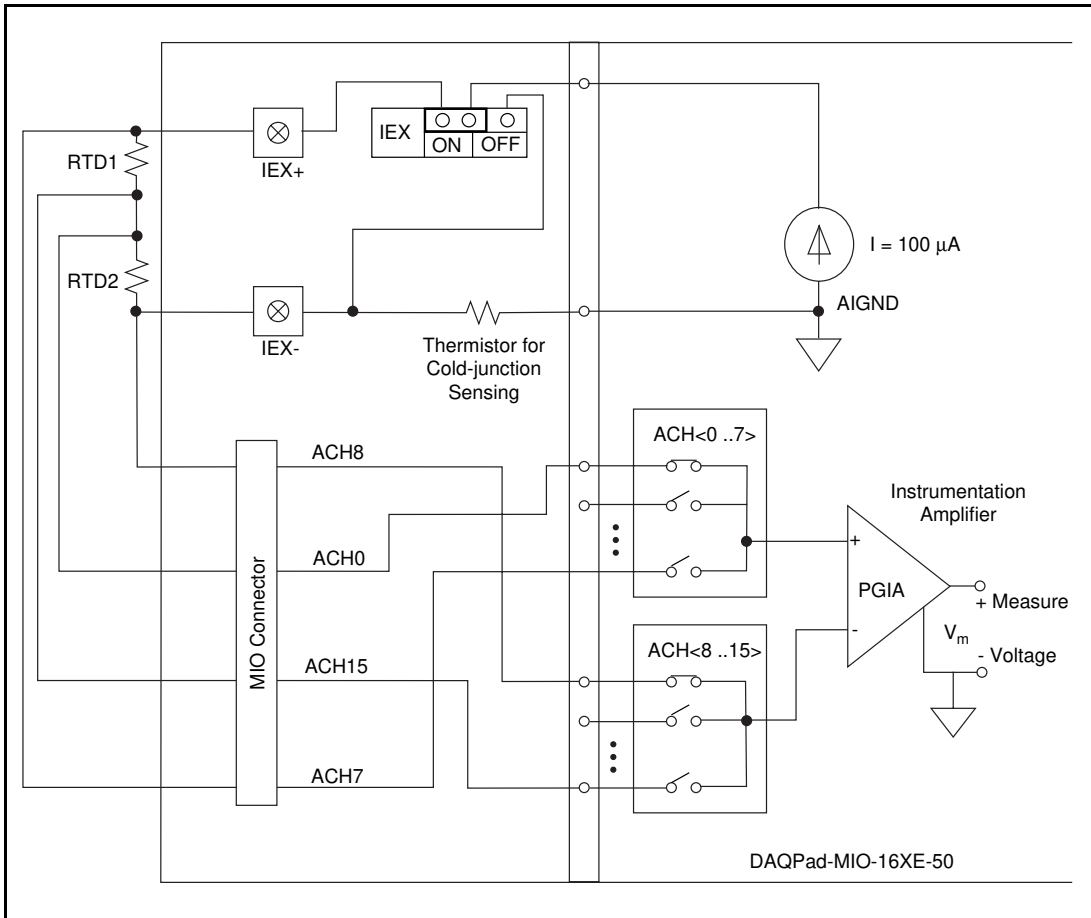 IEX
ON
OFF
RTD1
IEX+
I = 100 µA
RTD2
AIGND
IEX-
Thermistor for
Cold-junction
Sensing
ACH<0 ..7>
ACH8
Instrumentation
Amplifier
ACH0
+
PGIA
+ Measure
-
Vm
- Voltage
MIO Connector
ACH<8 ..15>
ACH15
ACH7
DAQPad-MIO-16XE-50